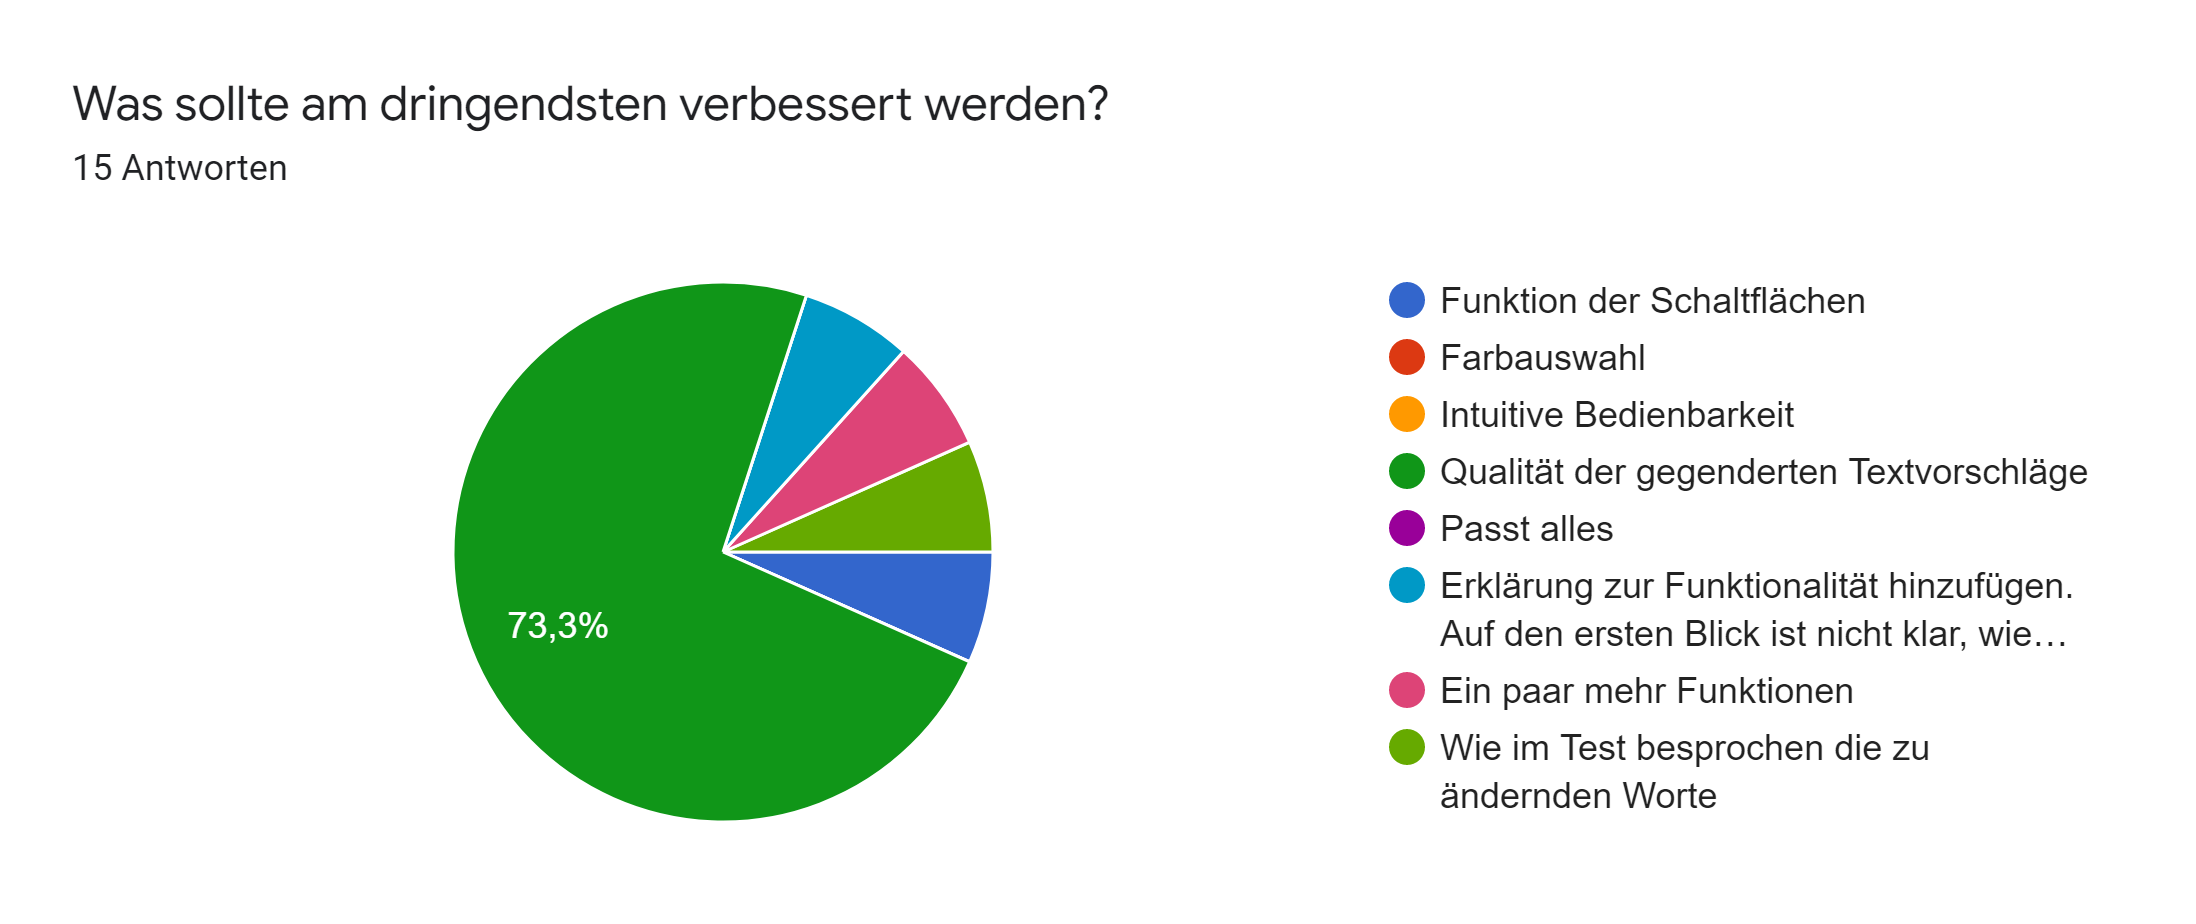 Was sollte am dringendsten verbessert werden?
15 Antworten
73,3%
Funktion der Schaltflächen
Farbauswahl
Intuitive Bedienbarkeit
Qualität der gegenderten Textvorschläge
Passt alles
Erklärung zur Funktionalität hinzufügen.
Auf den ersten Blick ist nicht klar, wie…
Ein paar mehr Funktionen
Wie im Test besprochen die zu
ändernden Worte